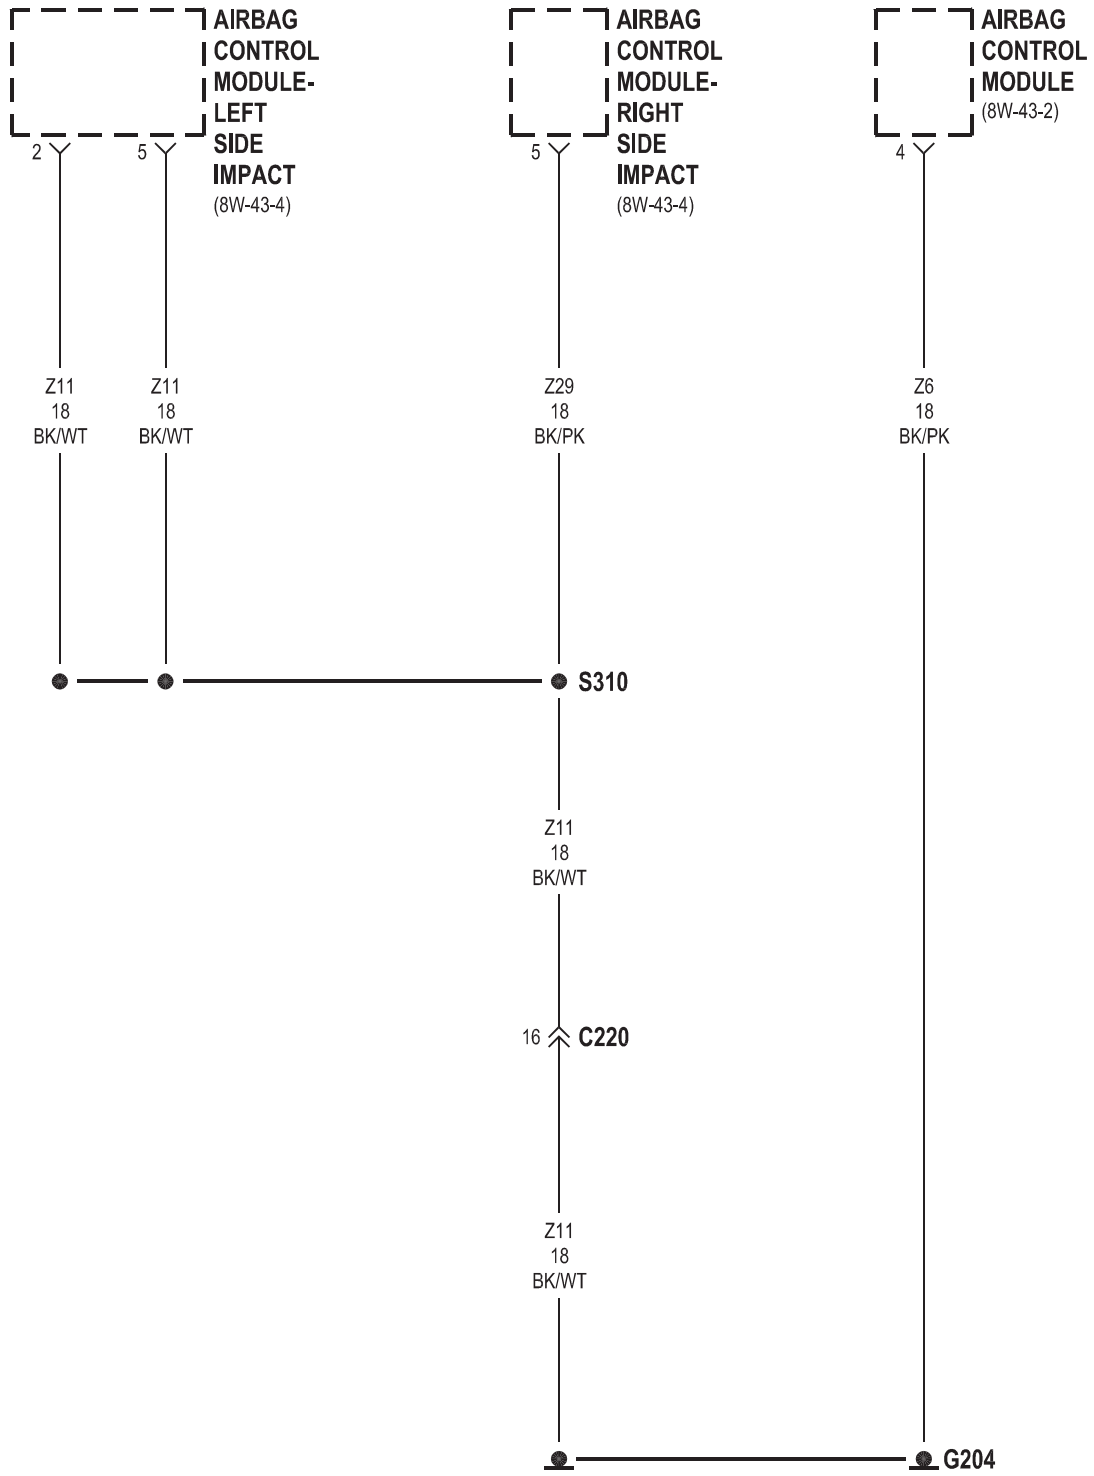 AIRBAG
CONTROL
MODULE-
LEFT
SIDE
IMPACT
(8W-43-4)
AIRBAG
CONTROL
MODULE-
RIGHT
SIDE
IMPACT
(8W-43-4)
AIRBAG
CONTROL
MODULE
(8W-43-2)
2
5
5
4
Z11
18
BK/WT
Z11
18
BK/WT
Z29
18
BK/PK
Z6
18
BK/PK
S310
Z11
18
BK/WT
16
C220
Z11
18
BK/WT
G204